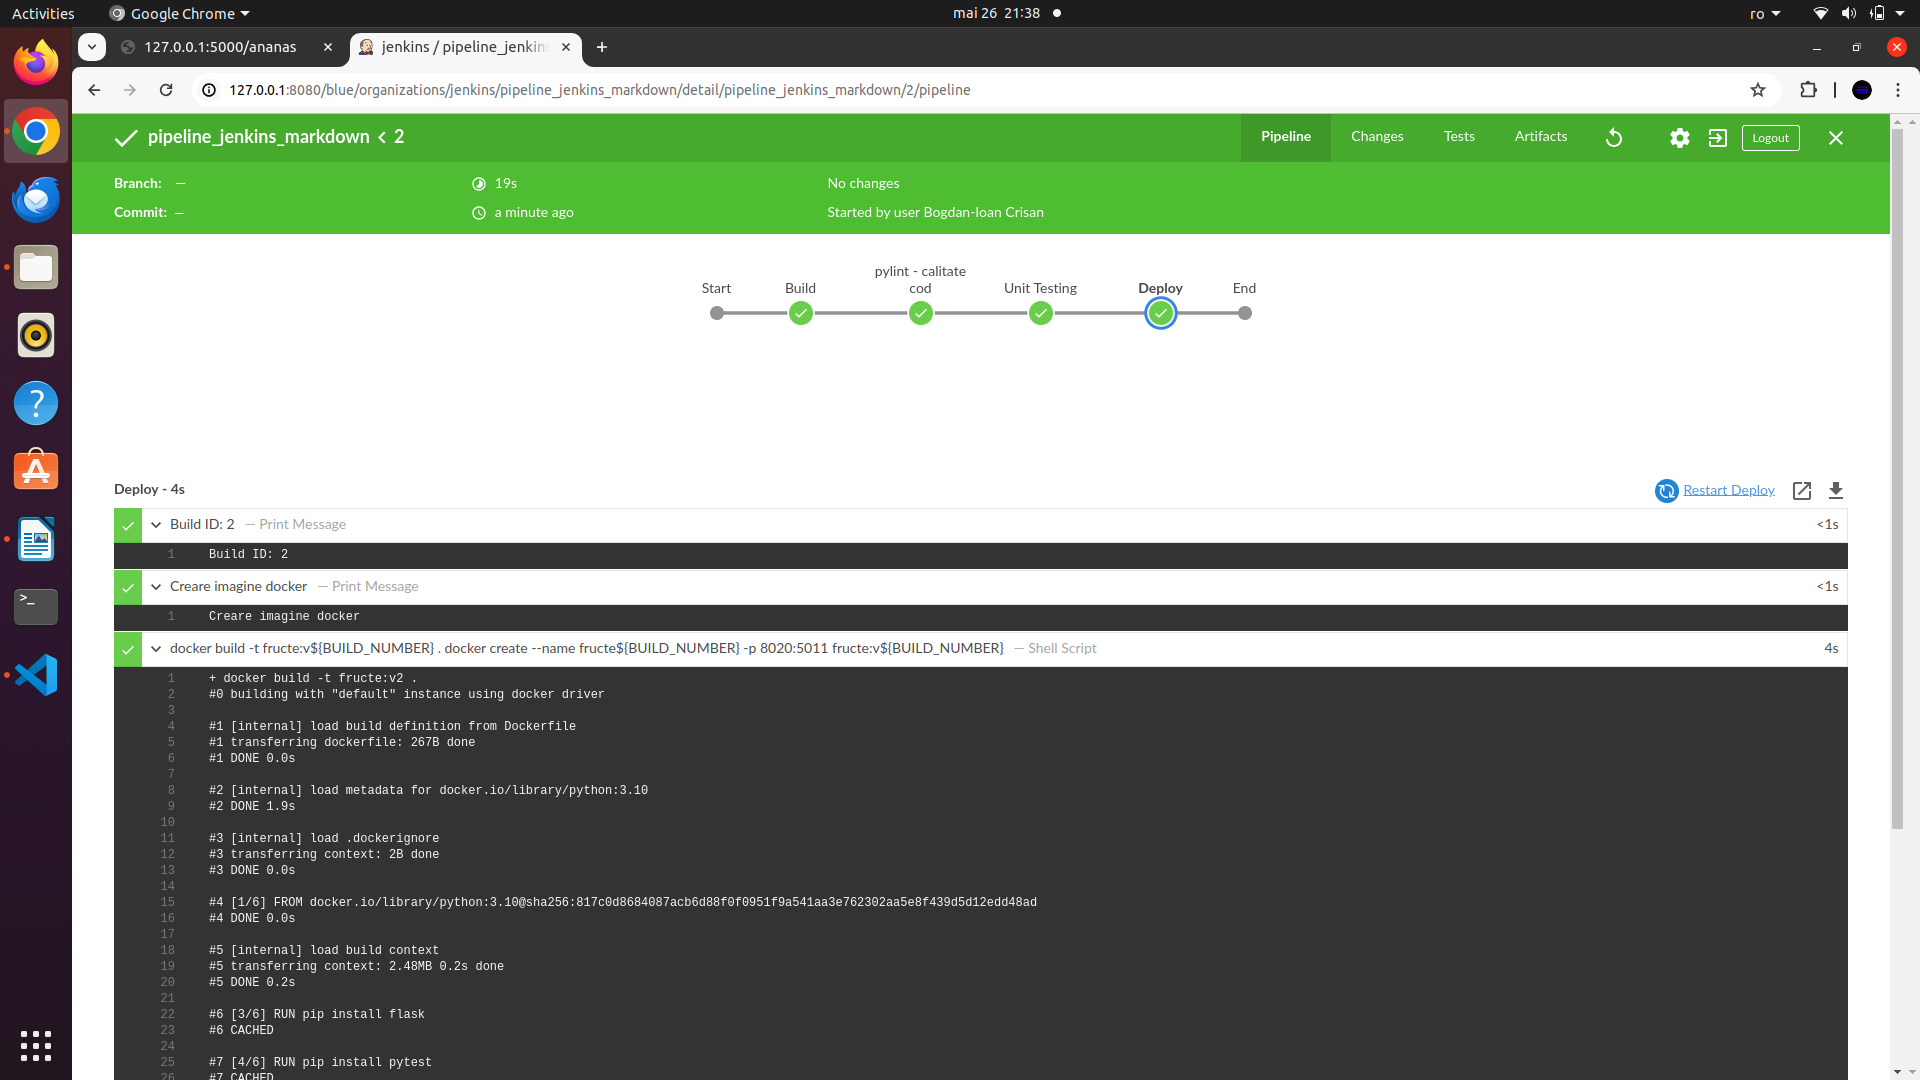 Activities
Google Chrome
mai 26 21:38
ro
127.0.0.1:5000/ananas
jenkins / pipeline_jenkin
127.0.0.1:8080/blue/organizations/jenkins/pipeline_jenkins_markdown/detail/pipeline_jenkins_markdown/2/pipeline
pipeline_jenkins_markdown < 2
Pipeline
Changes
Tests
Artifacts
Logout
Branch: —
19s
No changes
Commit: —
a minute ago
Started by user Bogdan-Ioan Crisan
Start
Build
pylint - calitate
cod
Unit Testing
Deploy
End
Deploy - 4s
Restart Deploy
Build ID: 2 — Print Message
<1s
1 Build ID: 2
Creare imagine docker — Print Message
<1s
1 Creare imagine docker
docker build -t fructe:v${BUILD_NUMBER} . docker create --name fructe${BUILD_NUMBER} -p 8020:5011 fructe:v${BUILD_NUMBER} — Shell Script
4s
1 + docker build -t fructe:v2 .
2 #0 building with "default" instance using docker driver
3
4 #1 [internal] load build definition from Dockerfile
5 #1 transferring dockerfile: 267B done
6 #1 DONE 0.0s
7
8 #2 [internal] load metadata for docker.io/library/python:3.10
9 #2 DONE 1.9s
10
11 #3 [internal] load .dockerignore
12 #3 transferring context: 2B done
13 #3 DONE 0.0s
14
15 #4 [1/6] FROM docker.io/library/python:3.10@sha256:817c0d8684087acb6d88f0f0951f9a541aa3e762302aa5e8f439d5d12edd48ad
16 #4 DONE 0.0s
17
18 #5 [internal] load build context
19 #5 transferring context: 2.48MB 0.2s done
20 #5 DONE 0.2s
21
22 #6 [3/6] RUN pip install flask
23 #6 CACHED
24
25 #7 [4/6] RUN pip install pytest
26 #7 CACHED